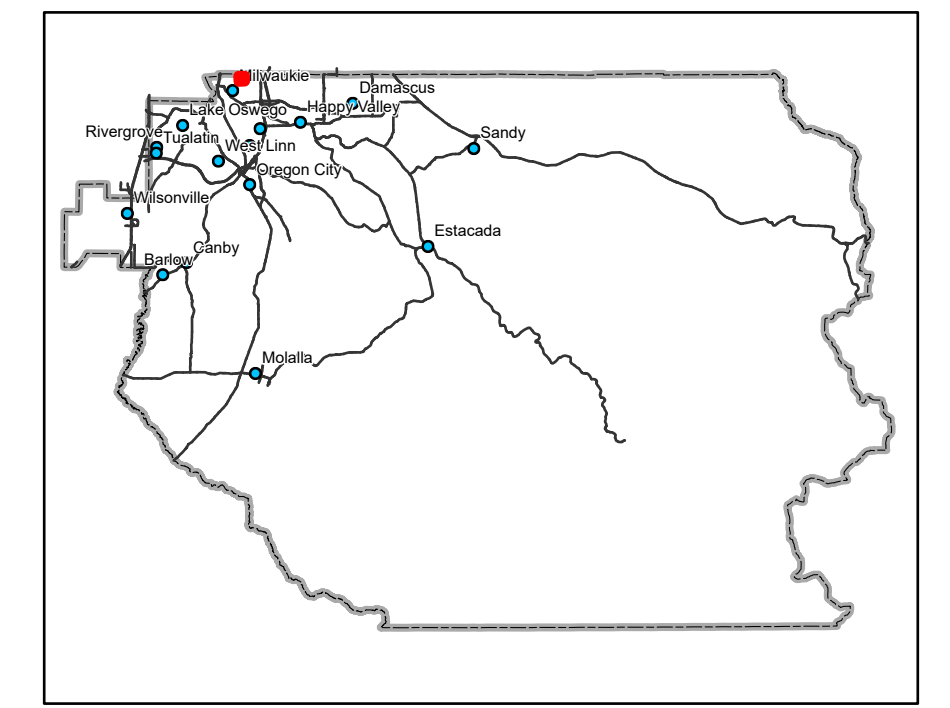 Milwaukie
Damascus
Lake Oswego
Happy Valley
Rivergrove
Tualatin
West Linn
Sandy
Oregon City
Wilsonville
Estacada
Canby
Barlow
Molalla